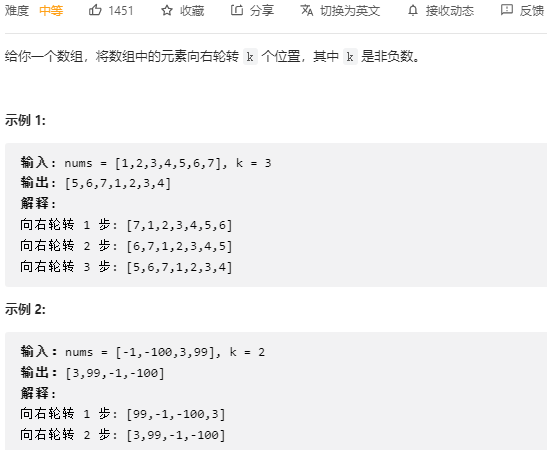 难度 中等 1451 收藏 分享 切换为英文 接收动态 反馈
给你一个数组，将数组中的元素向右轮转 k 个位置，其中 k 是非负数。
示例 1:
输入: nums = [1,2,3,4,5,6,7], k = 3
输出: [5,6,7,1,2,3,4]
解释:
向右轮转 1 步: [7,1,2,3,4,5,6]
向右轮转 2 步: [6,7,1,2,3,4,5]
向右轮转 3 步: [5,6,7,1,2,3,4]
示例 2:
输入：nums = [-1,-100,3,99], k = 2
输出：[3,99,-1,-100]
解释:
向右轮转 1 步: [99,-1,-100,3]
向右轮转 2 步: [3,99,-1,-100]